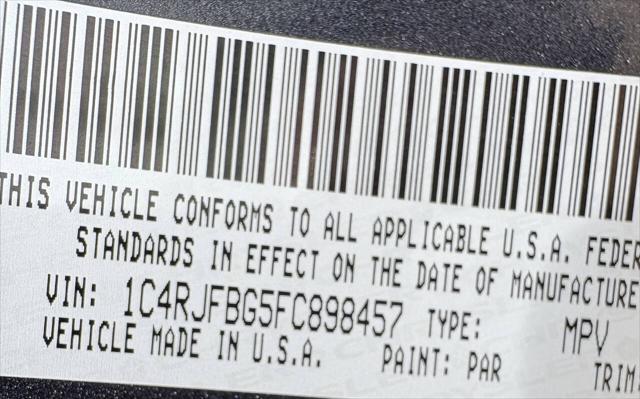 THIS VEHICLE CONFORMS TO ALL APPLICABLE U.S.A. FEDER
STANDARDS IN EFFECT ON THE DATE OF MANUFACTURE
VIN: 1C4RJFBG5FC898457 TYPE: MPV
VEHICLE MADE IN U.S.A. PAINT: PAR TRIM: